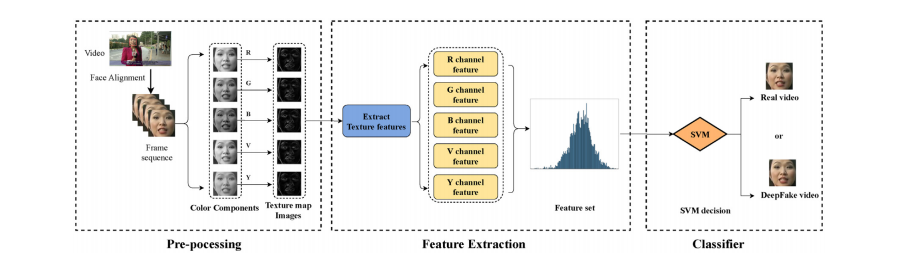 Video
Face Alignment
Frame
sequence
R
G
B
V
Y
Color Components
Texture map
Images
Pre-pocessing
Extract
Texture features
R channel
feature
G channel
feature
B channel
feature
V channel
feature
Y channel
feature
Feature set
Feature Extraction
SVM
SVM decision
Real video
or
DeepFake video
Classifier